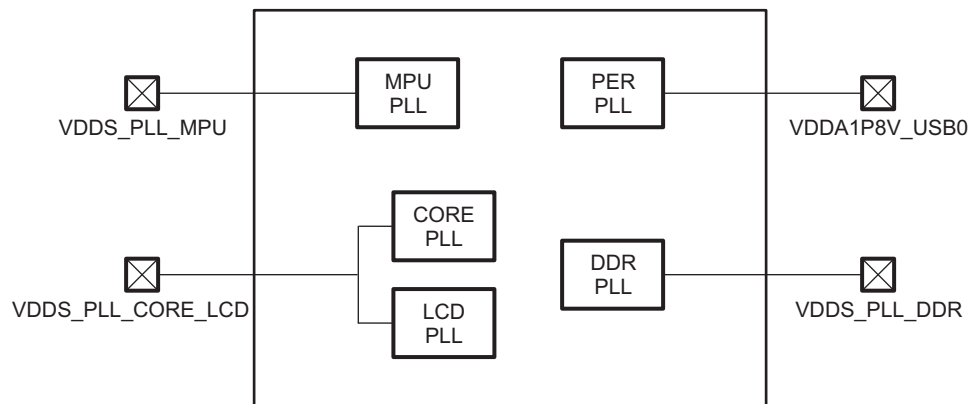 MPU
PLL
PER
PLL
VDDS_PLL_MPU
VDDA1P8V_USB0
CORE
PLL
DDR
PLL
VDDS_PLL_CORE_LCD
LCD
PLL
VDDS_PLL_DDR